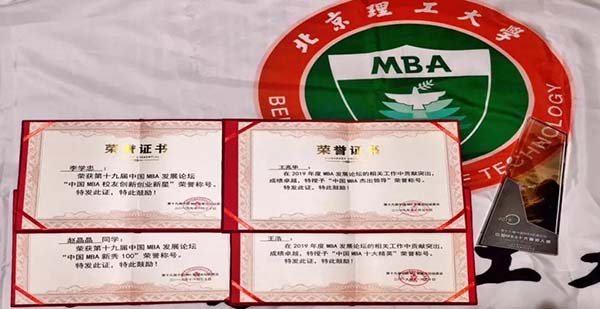 北京理工大学
MBA
TECHNOLOGY
荣誉证书
李学忠：
荣获第十九届中国MBA发展论坛
“中国MBA校友创新创业新星”荣誉称号。
特发此证，特此鼓励！
荣誉证书
王兆华：
在2019年度MBA发展论坛的相关工作中贡献突出，
成绩卓越，特授予“中国MBA杰出领导”荣誉称号。
特发此证，特此鼓励！
赵晶晶 同学：
荣获第十九届中国MBA发展论坛
“中国MBA新秀100”荣誉称号。
特发此证，特此鼓励！
王浩：
在2019年度MBA发展论坛的相关工作中贡献突出，
成绩卓越，特授予“中国MBA十大精英”荣誉称号。
特发此证，特此鼓励！
工